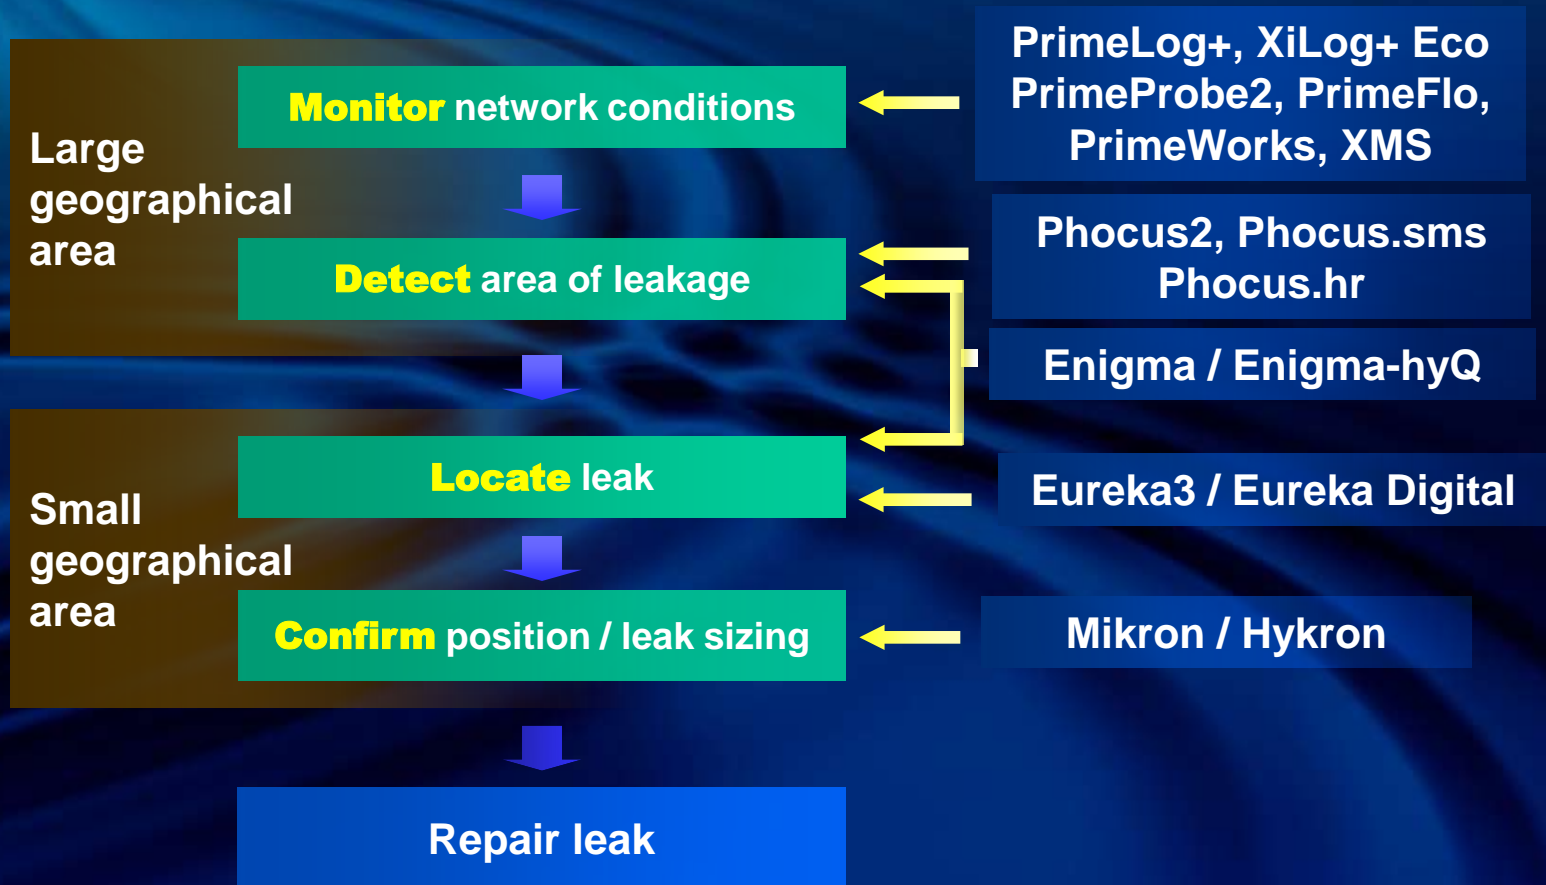 Large
geographical
area
Monitor network conditions
PrimeLog+, XiLog+ Eco
PrimeProbe2, PrimeFlo,
PrimeWorks, XMS
Detect area of leakage
Phocus2, Phocus.sms
Phocus.hr
Enigma / Enigma-hyQ
Small
geographical
area
Locate leak
Eureka3 / Eureka Digital
Confirm position / leak sizing
Mikron / Hykron
Repair leak